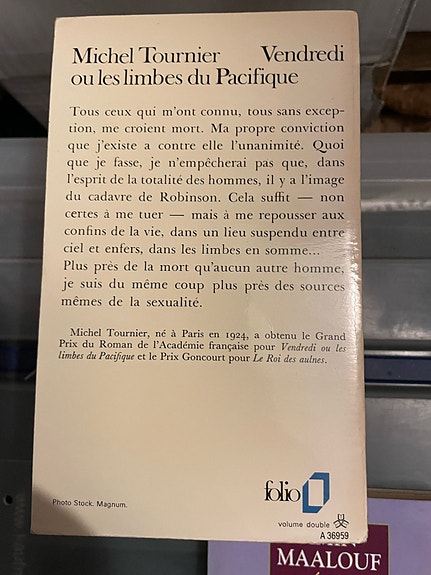 Michel Tournier Vendredi
ou les limbes du Pacifique
Tous ceux qui m'ont connu, tous sans excep-
tion, me croient mort. Ma propre conviction
que j'existe a contre elle l'unanimité. Quoi
que je fasse, je n'empêcherai pas que, dans
l'esprit de la totalité des hommes, il y a l'image
du cadavre de Robinson. Cela suffit — non
certes à me tuer — mais à me repousser aux
confins de la vie, dans un lieu suspendu entre
ciel et enfers, dans les limbes en somme...
Plus près de la mort qu'aucun autre homme,
je suis du même coup plus près des sources
mêmes de la sexualité.
Michel Tournier, né à Paris en 1924, a obtenu le Grand
Prix du Roman de l'Académie française pour Vendredi ou les
limbes du Pacifique et le Prix Goncourt pour Le Roi des aulnes.
folio
Photo Stock. Magnum.
volume double
A 36959
MAALOUF